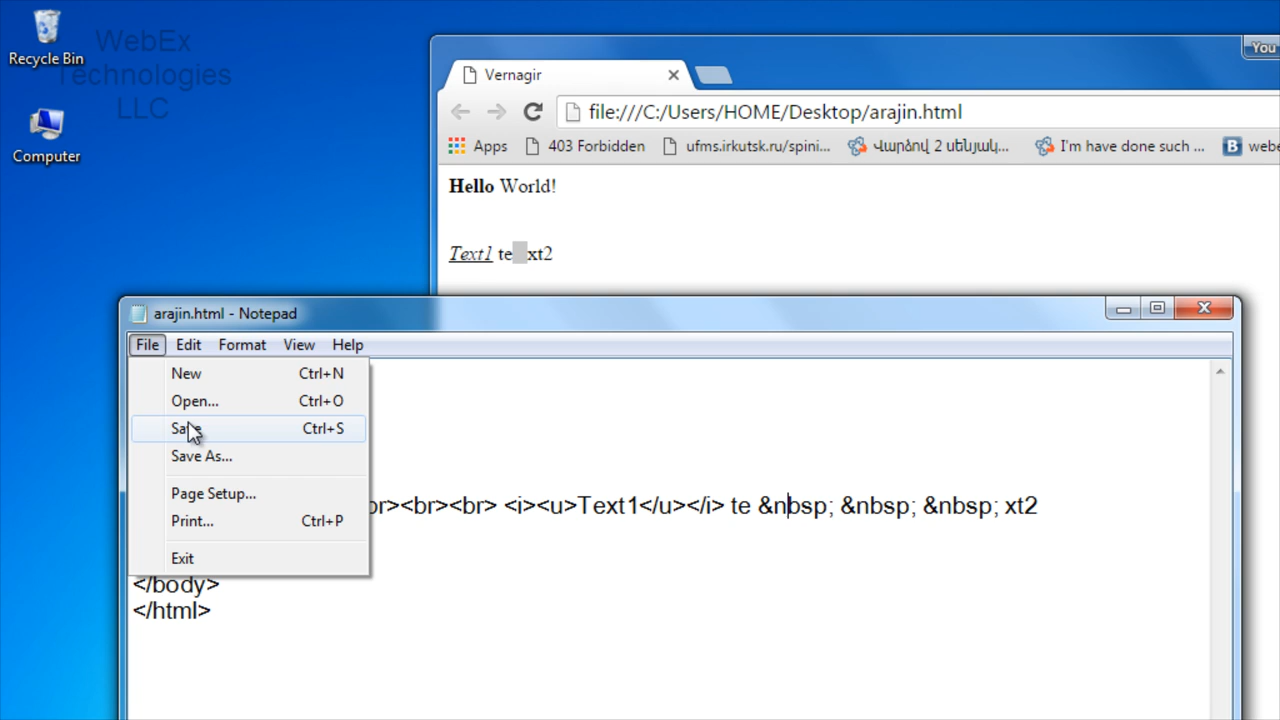 Recycle Bin
WebEx
Technologies
LLC
Computer
You
Vernagir
file:///C:/Users/HOME/Desktop/arajin.html
Apps
403 Forbidden
ufms.irkutsk.ru/spini...
Վարձով 2 սենյակ...
I'm have done such ...
B
webe
Hello World!
Text1 te xt2
arajin.html - Notepad
File Edit Format View Help
New Ctrl+N
Open... Ctrl+O
Save Ctrl+S
Save As...
Page Setup...
Print... Ctrl+P
Exit
br><br><br> <i><u>Text1</u></i> te &nbsp; &nbsp; &nbsp; xt2
</body>
</html>